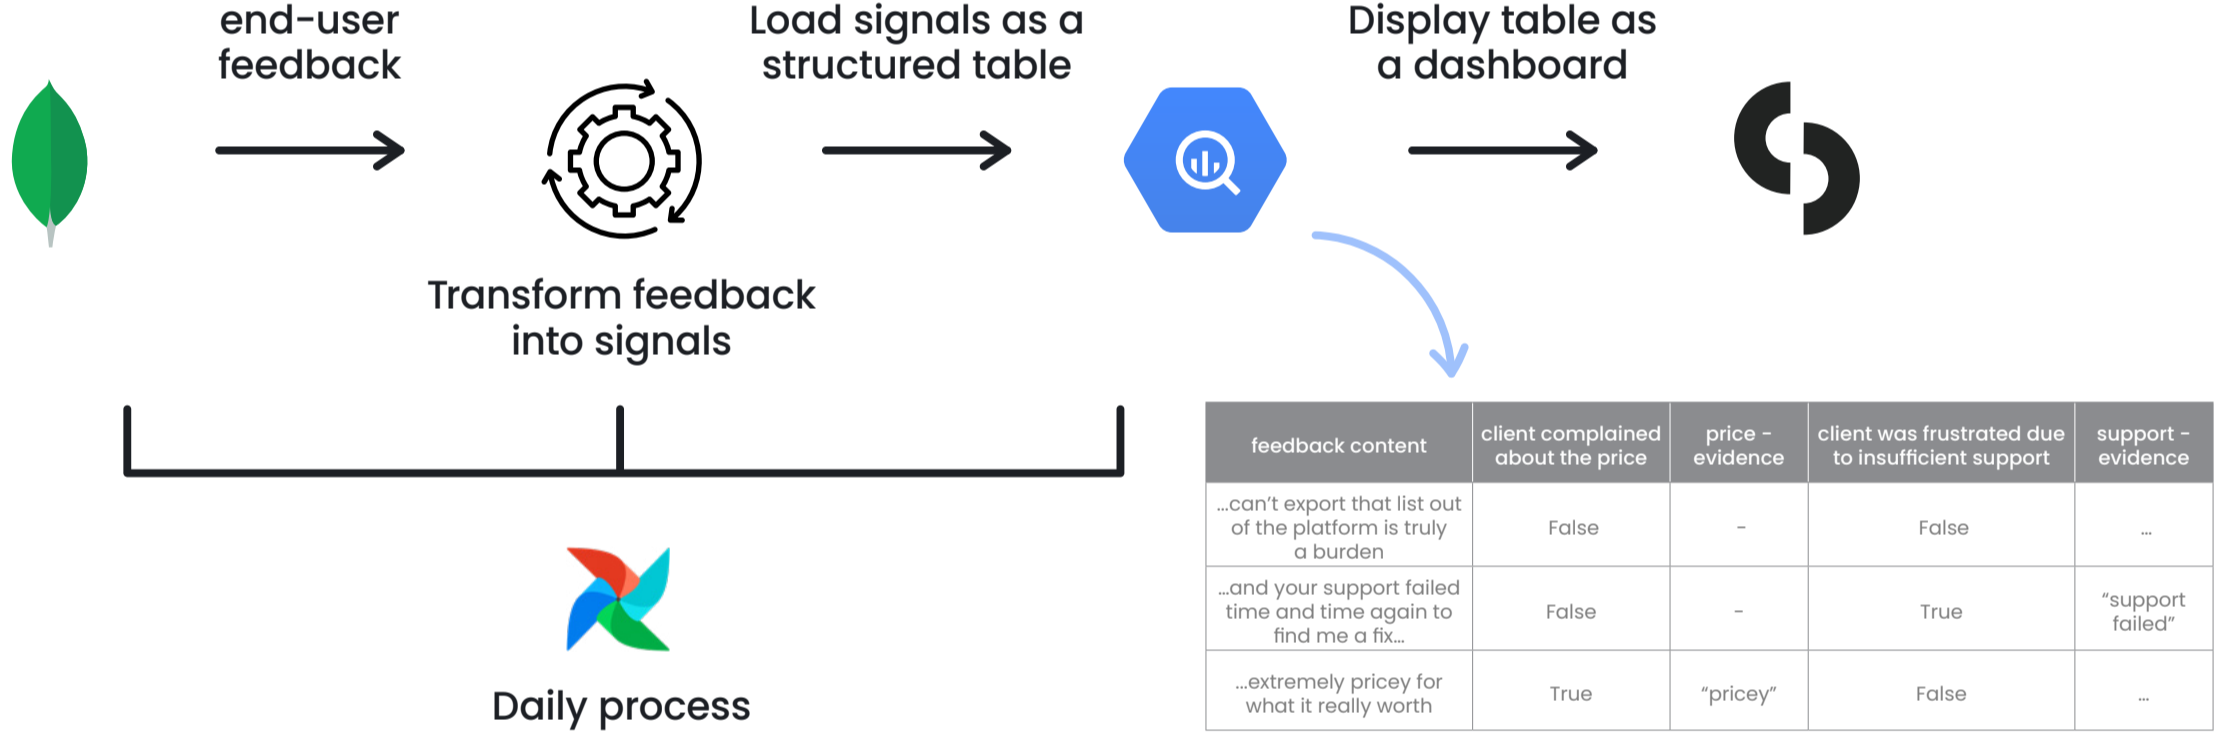 end-user
feedback
Load signals as a
structured table
Display table as
a dashboard
Transform feedback
into signals
Daily process
feedback content
client complained
about the price
price -
evidence
client was frustrated due
to insufficient support
support -
evidence
...can't export that list out
of the platform is truly
a burden
False
-
False
...
...and your support failed
time and time again to
find me a fix...
False
-
True
“support
failed”
...extremely pricey for
what it really worth
True
“pricey”
False
...